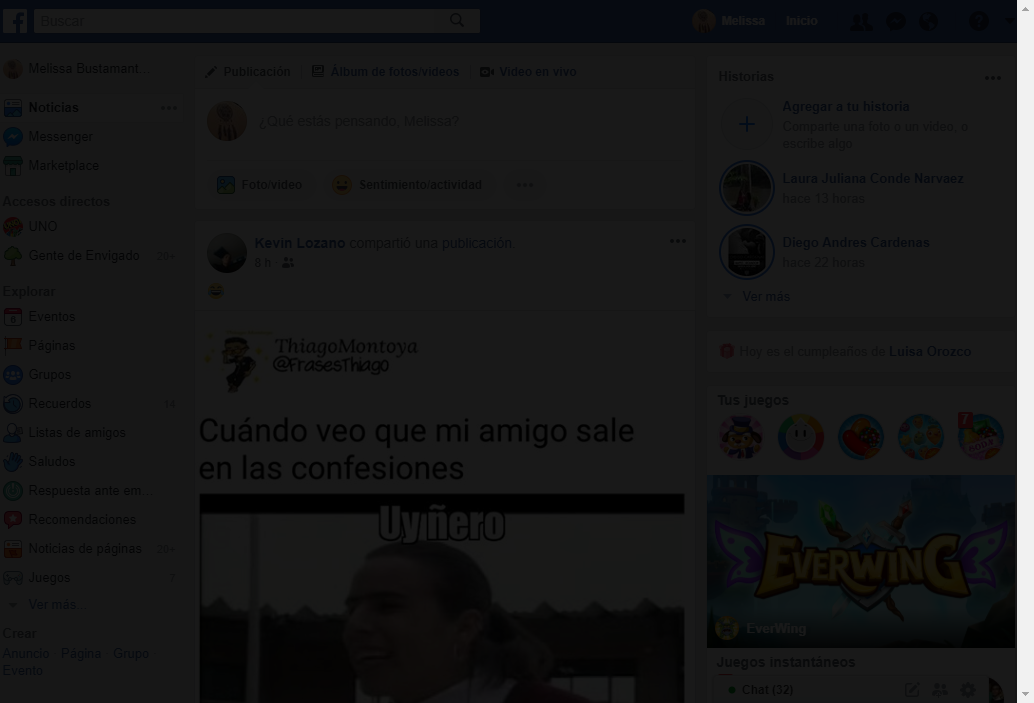 Buscar
Melissa
Inicio
Melissa Bustamant...
Noticias
Messenger
Marketplace
Accesos directos
UNO
Gente de Envigado 20+
Explorar
Eventos
Páginas
Grupos
Recuerdos 14
Listas de amigos
Saludos
Respuesta ante em...
Recomendaciones
Noticias de páginas 20+
Juegos 7
Ver más...
Crear
Anuncio Página Grupo
Evento
Publicación
Álbum de fotos/videos
Video en vivo
¿Qué estás pensando, Melissa?
Foto/video
Sentimiento/actividad
Kevin Lozano compartió una publicación.
8 h
ThiagoMontoya
@FrasesThiago
Cuándo veo que mi amigo sale
en las confesiones
Uyñero
Historias
Agregar a tu historia
Comparte una foto o un video, o
escribe algo
Laura Juliana Conde Narvaez
hace 13 horas
Diego Andres Cardenas
hace 22 horas
Ver más
Hoy es el cumpleaños de Luisa Orozco
Tus juegos
EVERWING
EverWing
Juegos instantáneos
Chat (32)